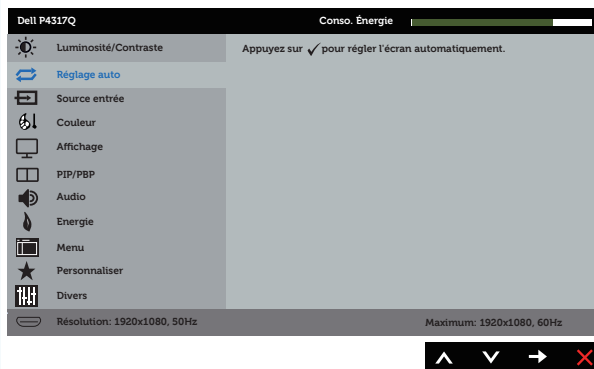 Dell P4317Q Conso. Énergie
Luminosité/Contraste
Appuyez sur ✓ pour régler l'écran automatiquement.
Réglage auto
Source entrée
Couleur
Affichage
PIP/PBP
Audio
Energie
Menu
Personnaliser
Divers
Résolution: 1920x1080, 50Hz Maximum: 1920x1080, 60Hz